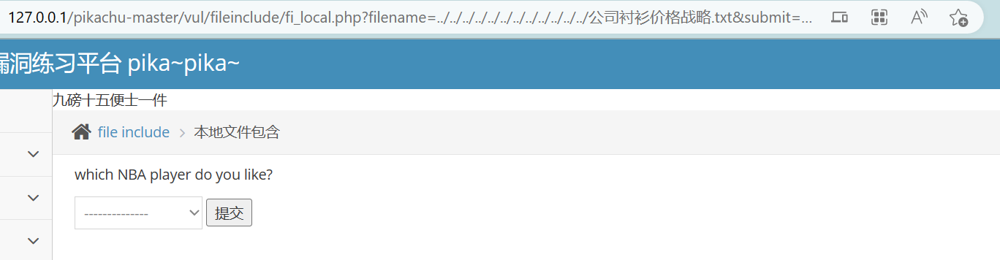 127.0.0.1/pikachu-master/vul/fileinclude/fi_local.php?filename=../../../../../../../../../../../../公司衬衫价格战略.txt&submit=...
漏洞练习平台 pika~pika~
九磅十五便士一件
file include > 本地文件包含
which NBA player do you like?
-------------- 提交